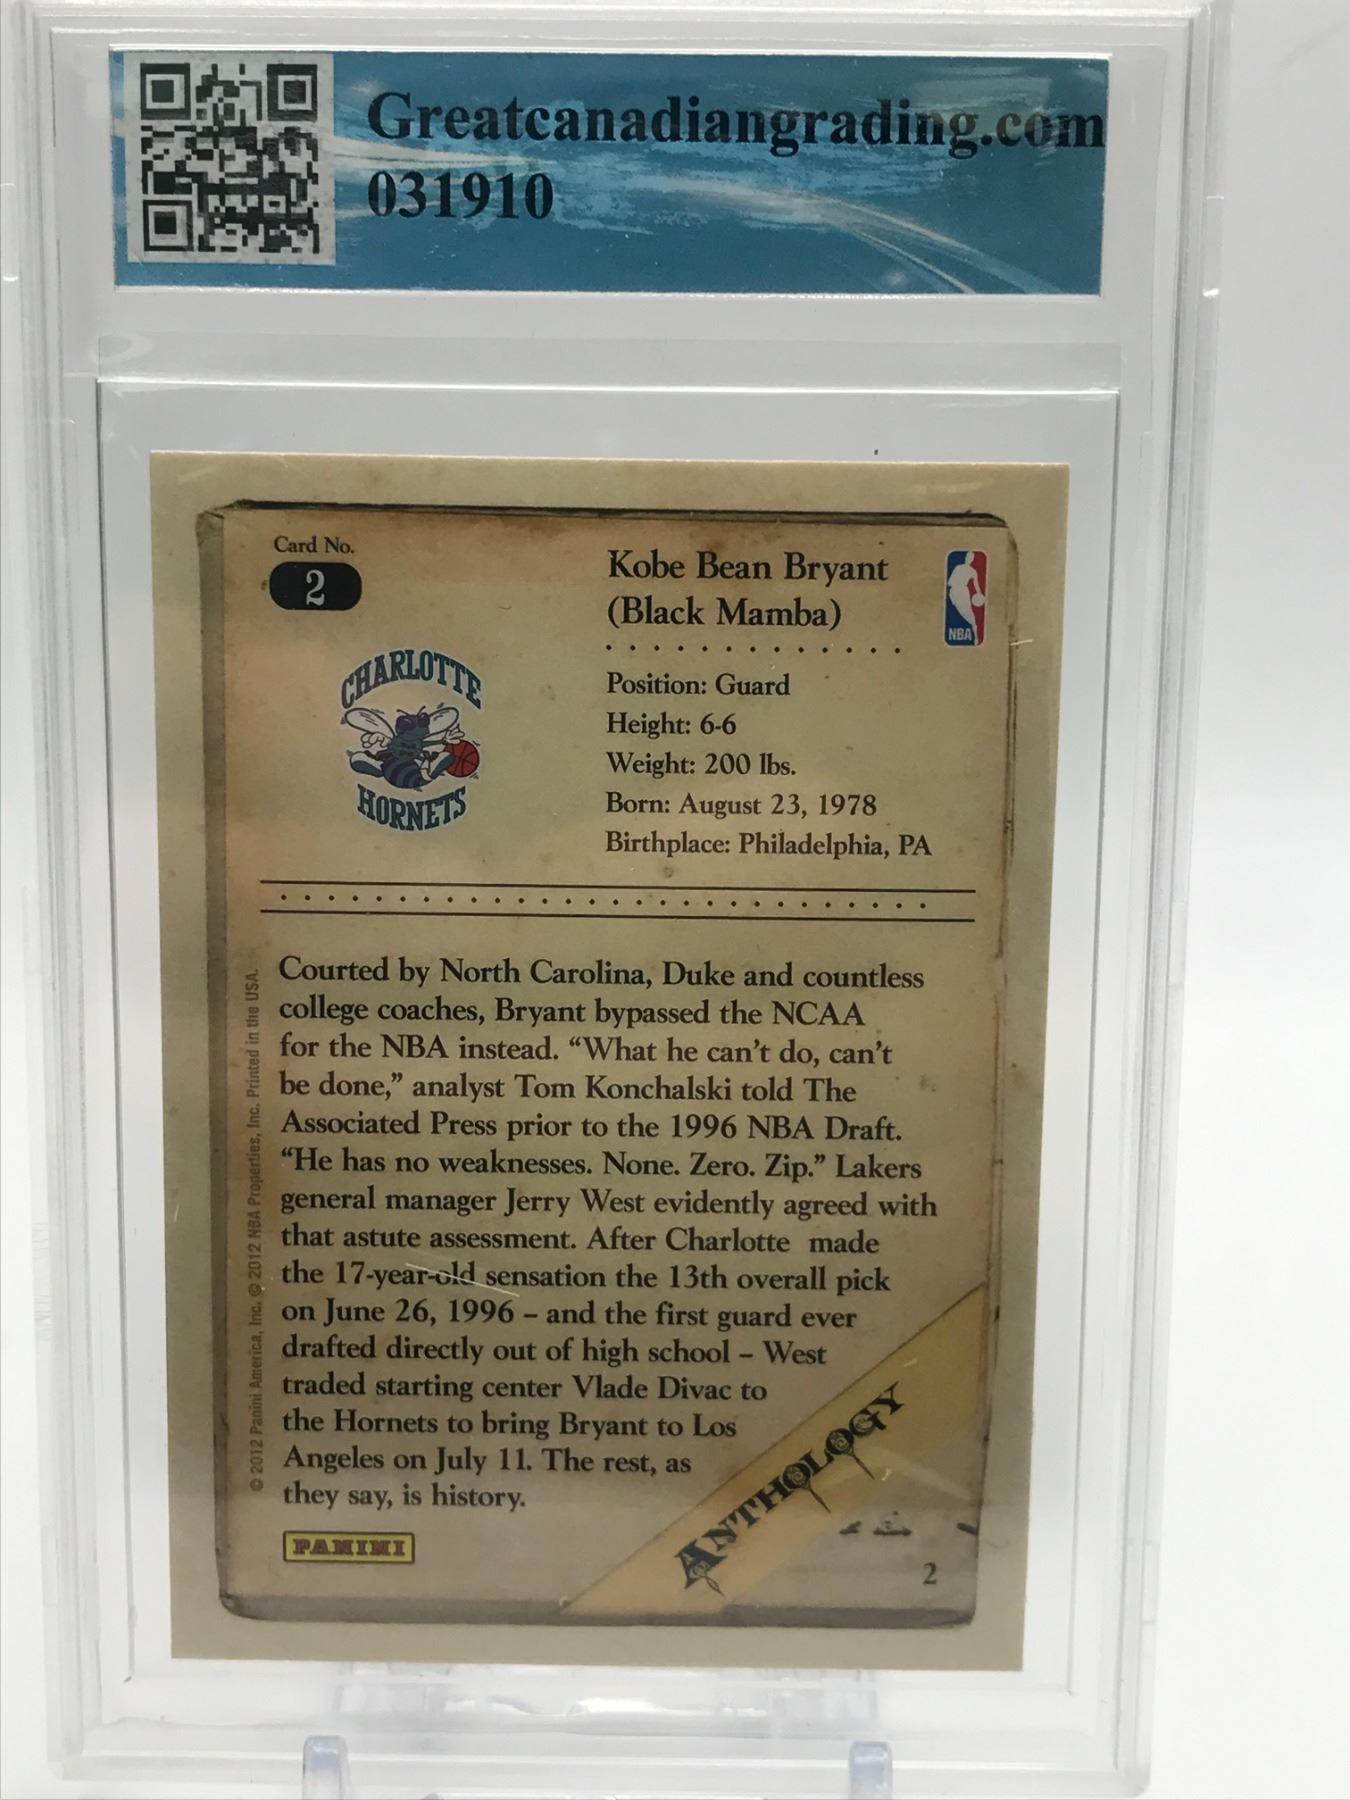 Greatcanadiangrading.com
031910
Card No.
2
Kobe Bean Bryant
(Black Mamba)
NBA
CHARLOTTE
HORNETS
Position: Guard
Height: 6-6
Weight: 200 lbs.
Born: August 23, 1978
Birthplace: Philadelphia, PA
Courted by North Carolina, Duke and countless
college coaches, Bryant bypassed the NCAA
for the NBA instead. “What he can’t do, can’t
be done,” analyst Tom Konchalski told The
Associated Press prior to the 1996 NBA Draft.
“He has no weaknesses. None. Zero. Zip.” Lakers
general manager Jerry West evidently agreed with
that astute assessment. After Charlotte  made
the 17-year-old sensation the 13th overall pick
on June 26, 1996 – and the first guard ever
drafted directly out of high school – West
traded starting center Vlade Divac to
the Hornets to bring Bryant to Los
Angeles on July 11. The rest, as
they say, is history.
© 2012 Panini America, Inc. © 2012 NBA Properties, Inc. Printed in the USA.
PANINI
ANTHOLOGY
2